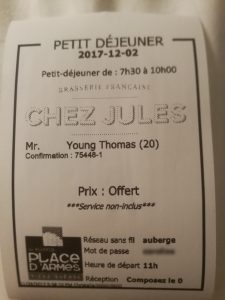 PETIT DÉJEUNER
2017-12-02
Petit-déjeuner de : 7h30 à 10h00
BRASSERIE FRANÇAISE
CHEZ JULES
Mr. Young Thomas (20)
Confirmation : 75448-1
Prix : Offert
***Service non-inclus***
PLACE
D'ARMES
Réseau sans fil auberge
Mot de passe
Heure de départ 11h
Réception Composez le 0